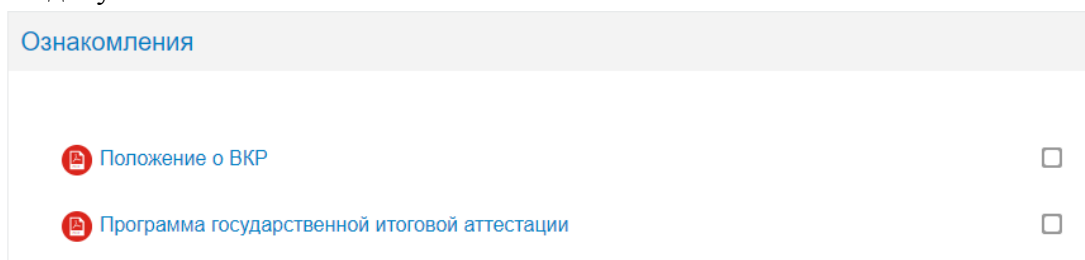 Ознакомления
Положение о ВКР
Программа государственной итоговой аттестации